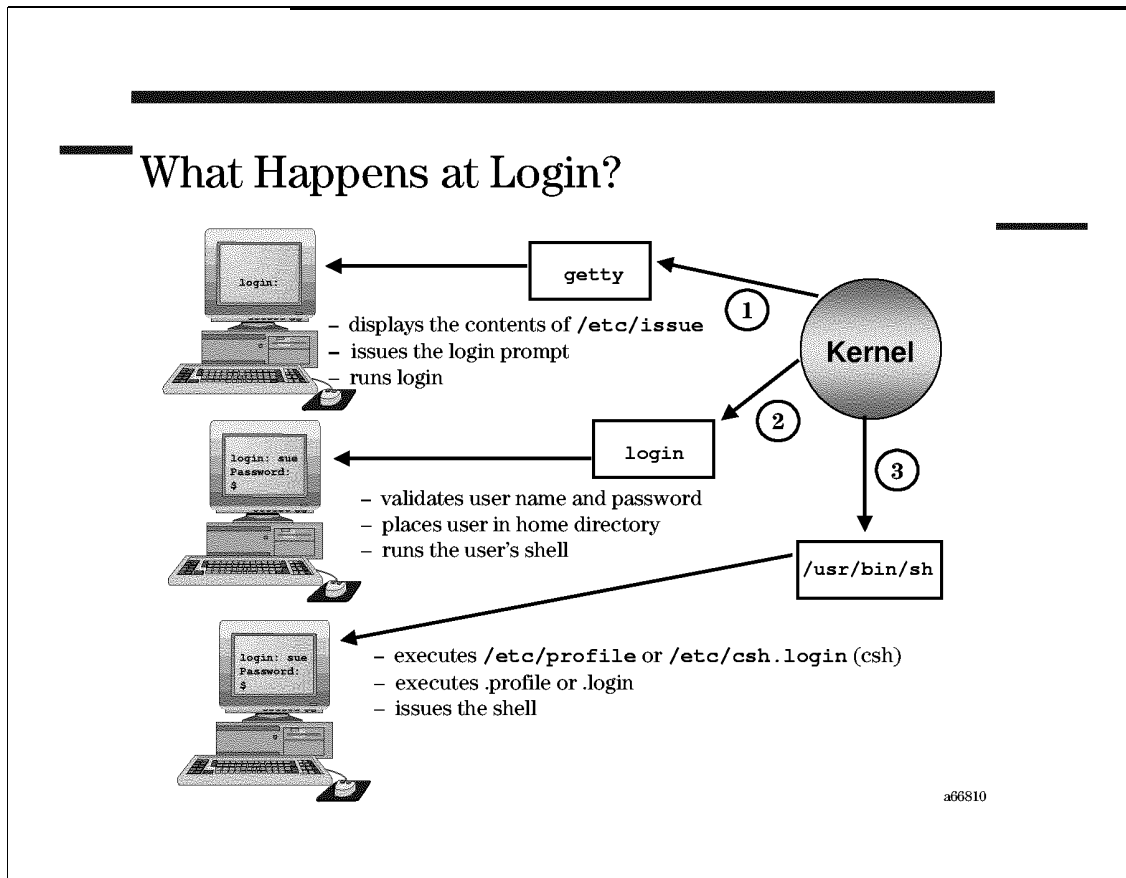 What Happens at Login?
login:
getty
1
Kernel
– displays the contents of /etc/issue
– issues the login prompt
– runs login
2
login: sue
Password:
$
login
3
– validates user name and password
– places user in home directory
– runs the user's shell
/usr/bin/sh
login: sue
Password:
$
– executes /etc/profile or /etc/csh.login (csh)
– executes .profile or .login
– issues the shell
a66810